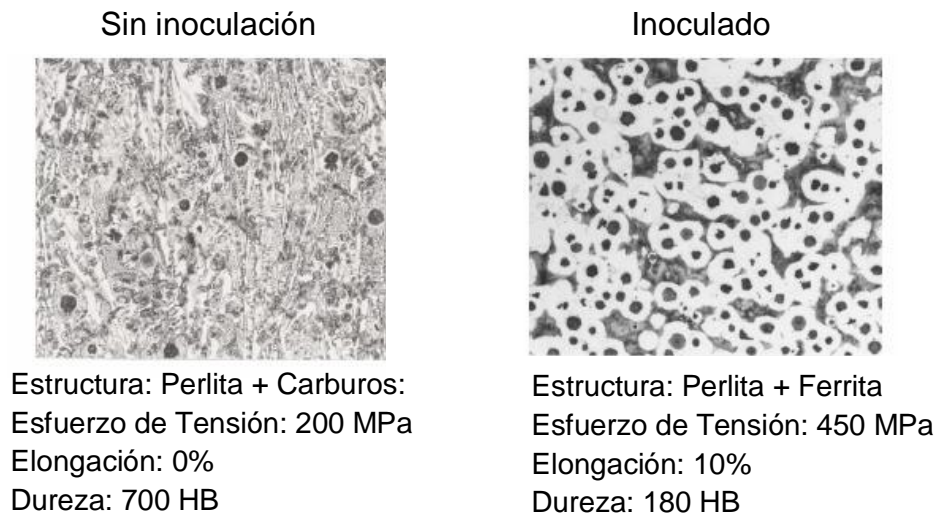 Sin inoculación
Inoculado
Estructura: Perlita + Carburos:
Esfuerzo de Tensión: 200 MPa
Elongación: 0%
Dureza: 700 HB
Estructura: Perlita + Ferrita
Esfuerzo de Tensión: 450 MPa
Elongación: 10%
Dureza: 180 HB